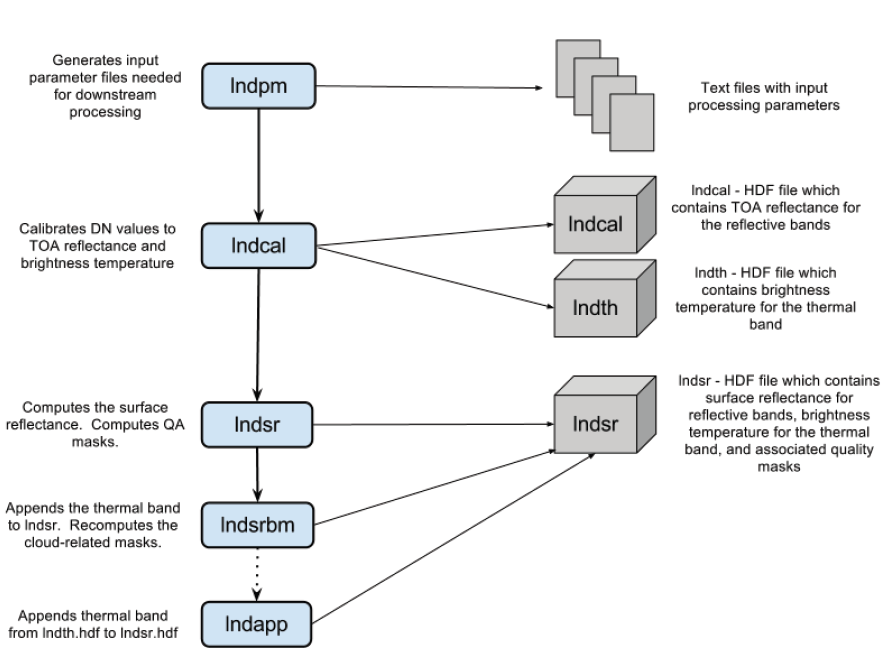 Generates input
parameter files needed
for downstream
processing
lndpm
Text files with input
processing parameters
Calibrates DN values to
TOA reflectance and
brightness temperature
lndcal
lndcal
lndcal - HDF file which
contains TOA reflectance for
the reflective bands
lndth
lndth - HDF file which
contains brightness
temperature for the thermal
band
Computes the surface
reflectance.  Computes QA
masks.
lndsr
lndsr
lndsr - HDF file which contains
surface reflectance for
reflective bands, brightness
temperature for the thermal
band, and associated quality
masks
Appends the thermal band
to lndsr.  Recomputes the
cloud-related masks.
lndsrbm
Appends thermal band
from lndth.hdf to lndsr.hdf
lndapp